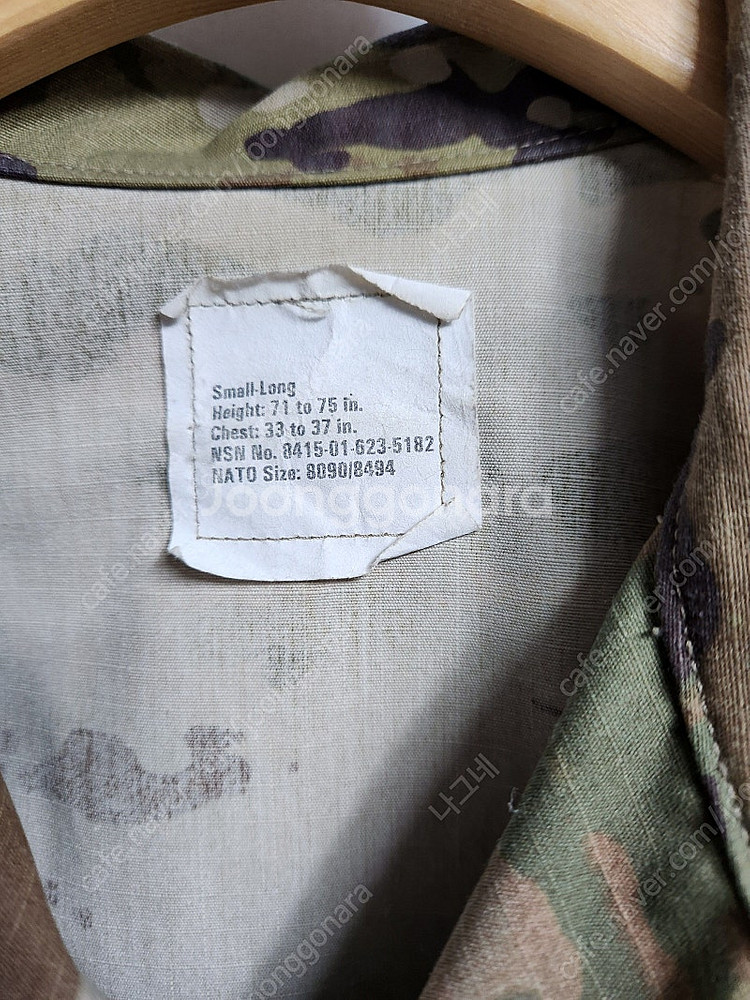 Small-Long
Height: 71 to 75 in.
Chest: 33 to 37 in.
NSN No. 8415-01-623-5182
NATO Size: 8090/8494
Joonggonara
cafe.naver.com/joonggonara
나그네